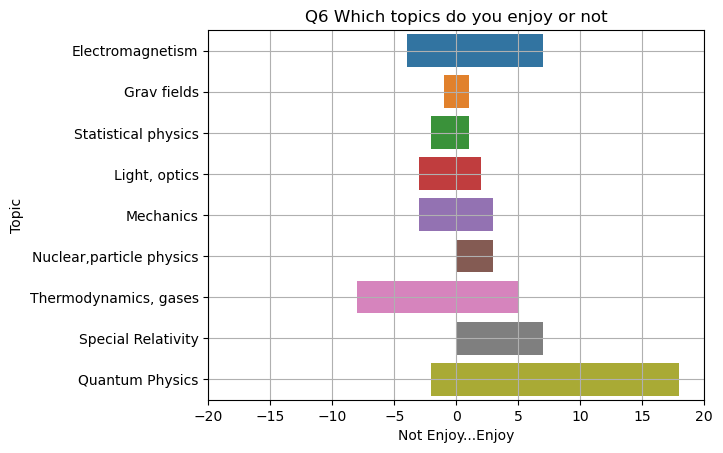 Q6 Which topics do you enjoy or not
Electromagnetism
Grav fields
Statistical physics
Light, optics
Mechanics
Nuclear,particle physics
Thermodynamics, gases
Special Relativity
Quantum Physics
Topic
−20 −15 −10 −5 0 5 10 15 20
Not Enjoy...Enjoy